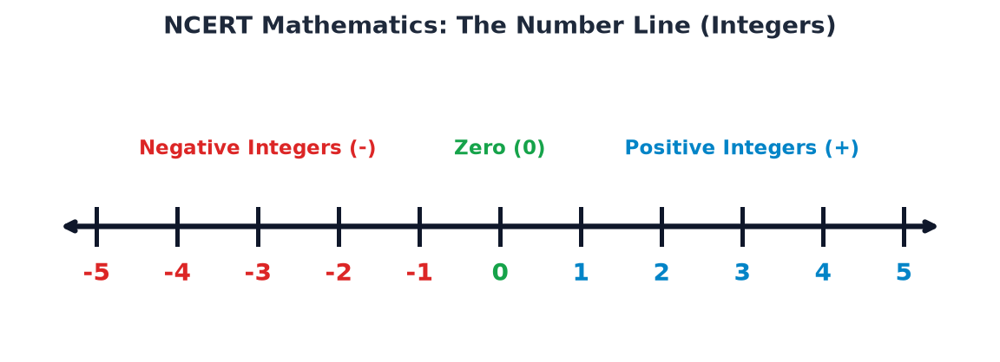 NCERT Mathematics: The Number Line (Integers)
Negative Integers (-) Zero (0) Positive Integers (+)
-5 -4 -3 -2 -1 0 1 2 3 4 5